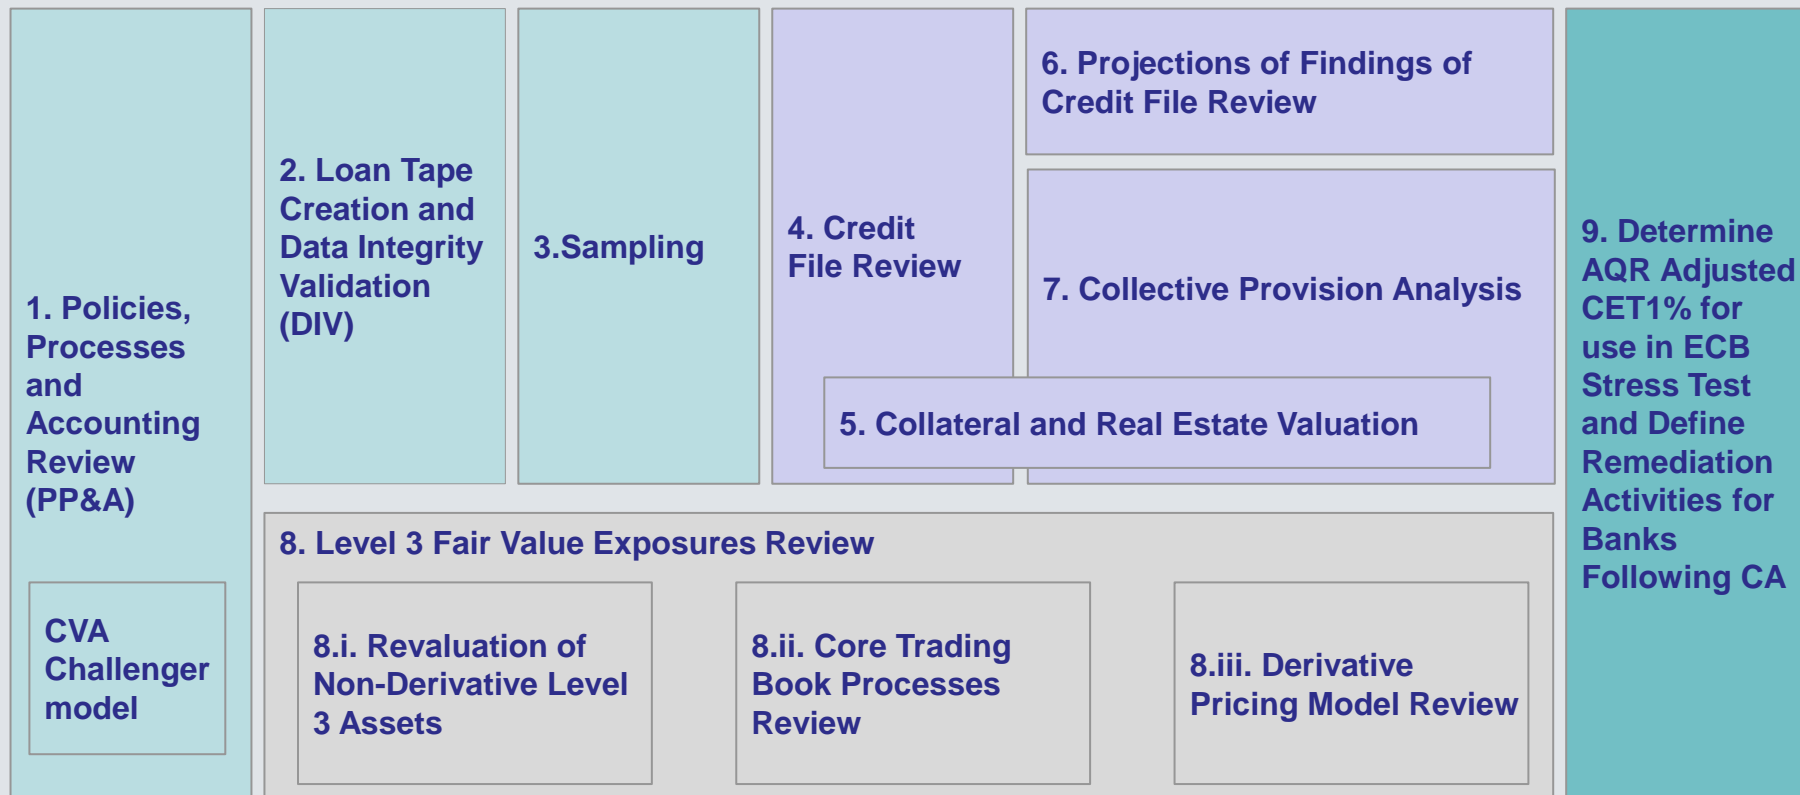 1. Policies,
Processes
and
Accounting
Review
(PP&A)
CVA
Challenger
model
2. Loan Tape
Creation and
Data Integrity
Validation
(DIV)
3.Sampling
4. Credit
File Review
5. Collateral and Real Estate Valuation
6. Projections of Findings of
Credit File Review
7. Collective Provision Analysis
8. Level 3 Fair Value Exposures Review
8.i. Revaluation of
Non-Derivative Level
3 Assets
8.ii. Core Trading
Book Processes
Review
8.iii. Derivative
Pricing Model Review
9. Determine
AQR Adjusted
CET1% for
use in ECB
Stress Test
and Define
Remediation
Activities for
Banks
Following CA